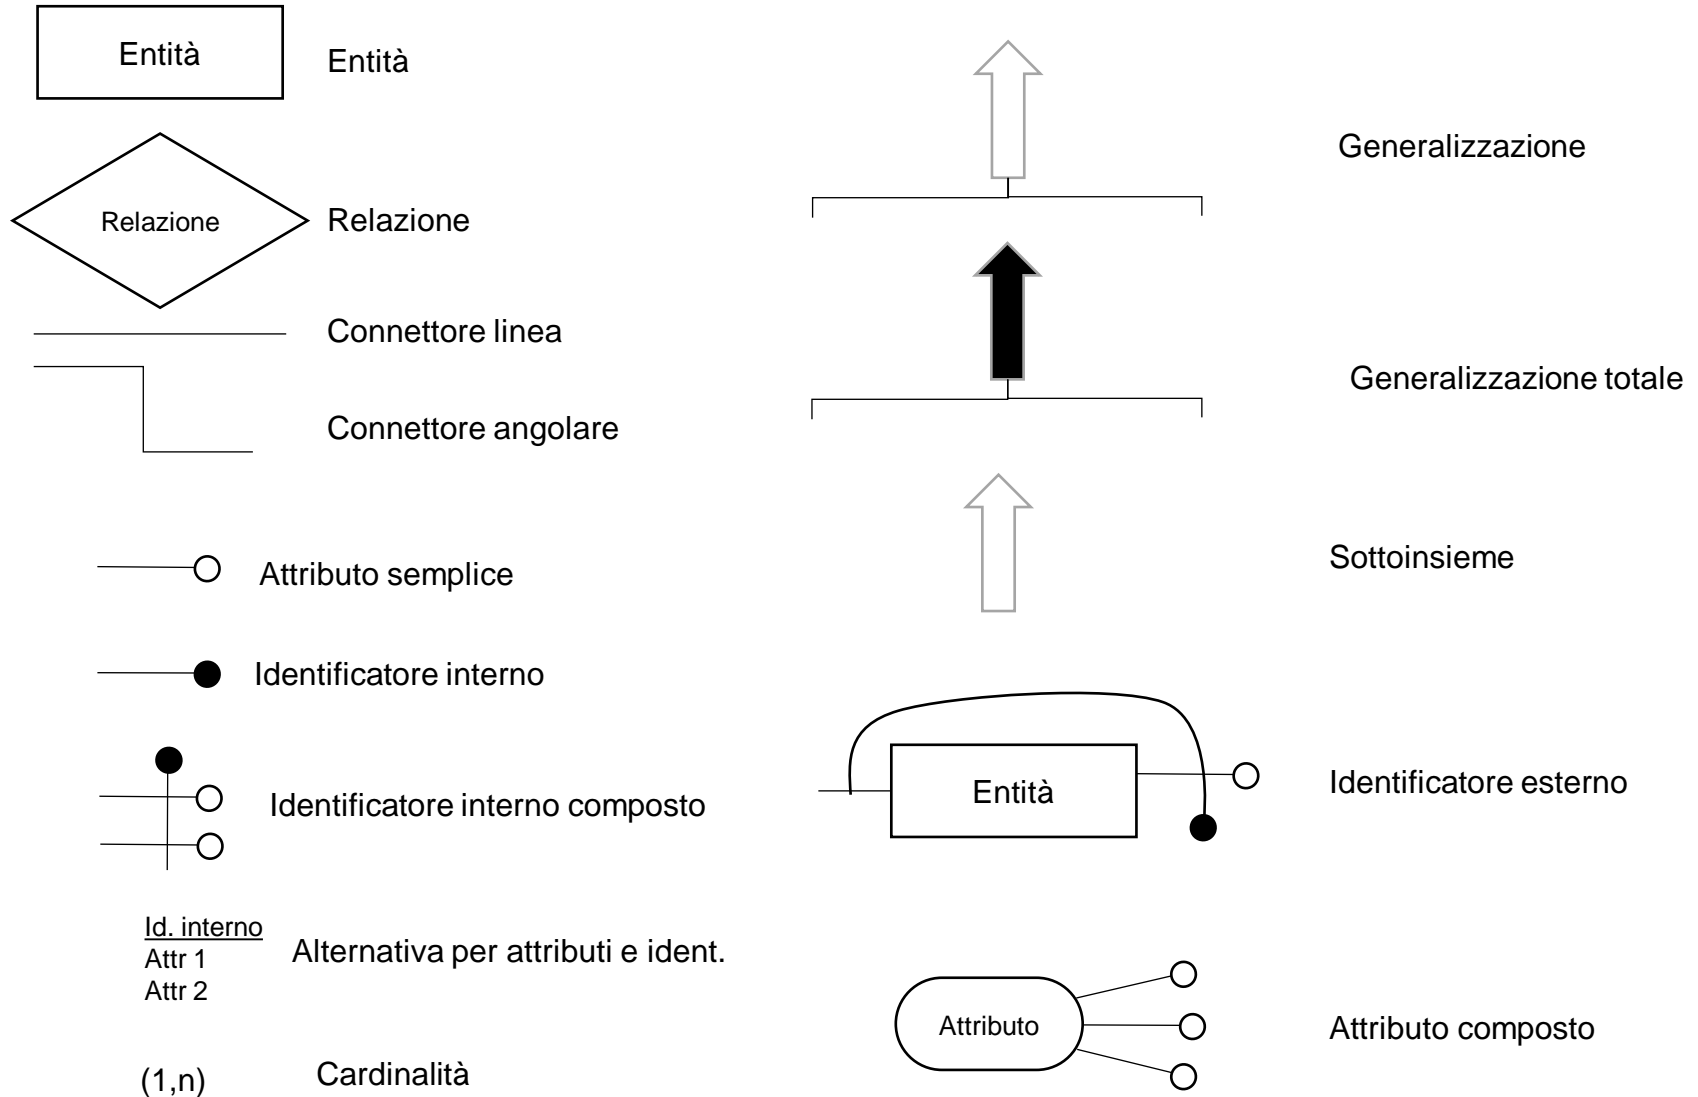 Entità
Entità
Relazione
Relazione
Connettore linea
Connettore angolare
Attributo semplice
Identificatore interno
Identificatore interno composto
Id. interno
Attr 1
Attr 2
Alternativa per attributi e ident.
(1,n)
Cardinalità
Generalizzazione
Generalizzazione totale
Sottoinsieme
Entità
Identificatore esterno
Attributo
Attributo composto